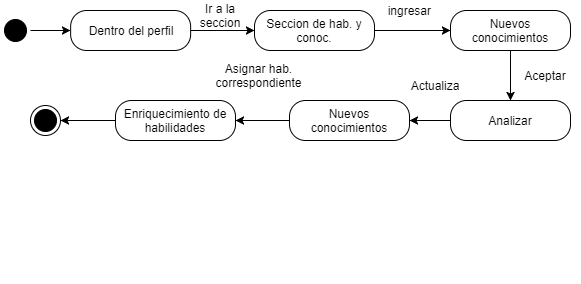 Dentro del perfil
Ir a la
seccion
Seccion de hab. y
conoc.
ingresar
Nuevos
conocimientos
Aceptar
Analizar
Actualiza
Nuevos
conocimientos
Asignar hab.
correspondiente
Enriquecimiento de
habilidades